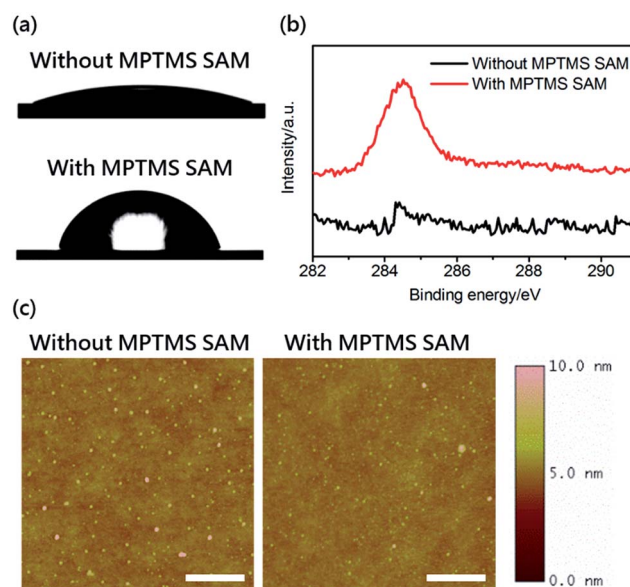 (a)
Without MPTMS SAM
With MPTMS SAM
(b)
Without MPTMS SAM
With MPTMS SAM
Intensity/a.u.
282 284 286 288 290
Binding energy/eV
(c)
Without MPTMS SAM With MPTMS SAM
10.0 nm
5.0 nm
0.0 nm